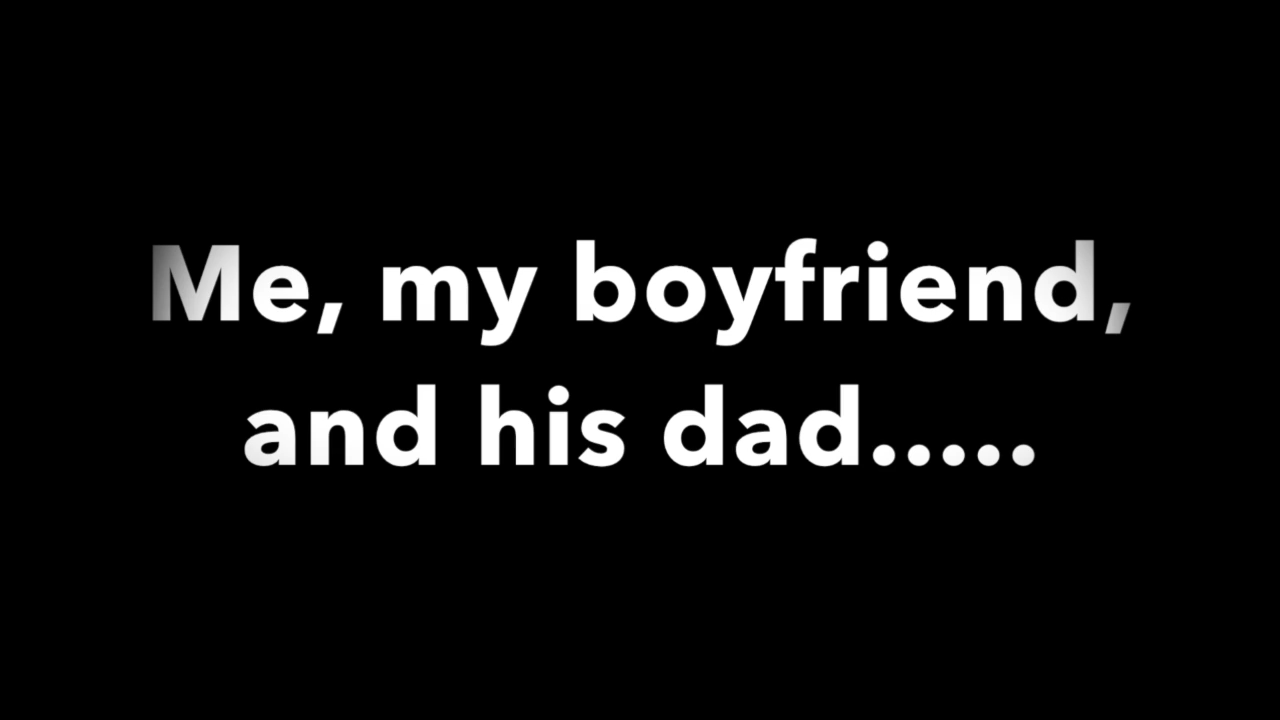 Me, my boyfriend,
and his dad.....